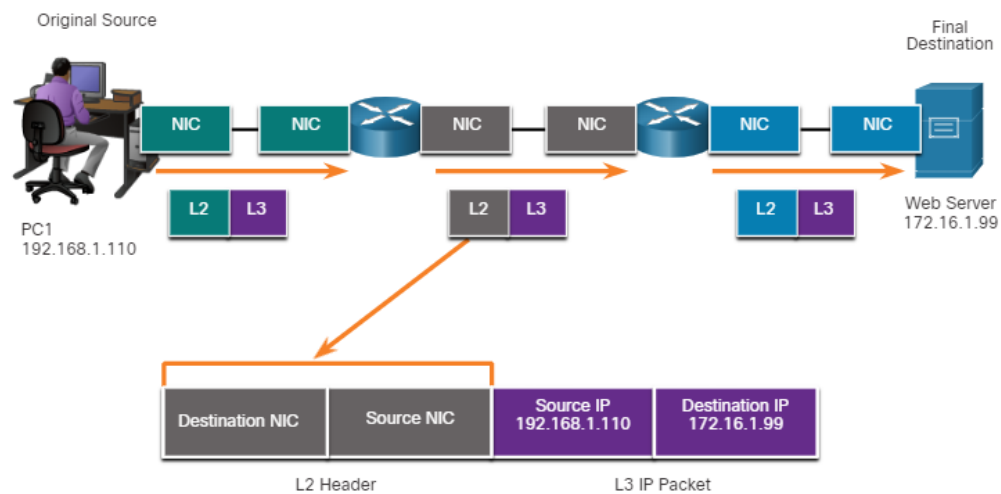 Original Source
Final
Destination
NIC
NIC
NIC
NIC
NIC
NIC
L2 L3
L2 L3
L2 L3
PC1
192.168.1.110
Web Server
172.16.1.99
Destination NIC
Source NIC
Source IP
192.168.1.110
Destination IP
172.16.1.99
L2 Header
L3 IP Packet